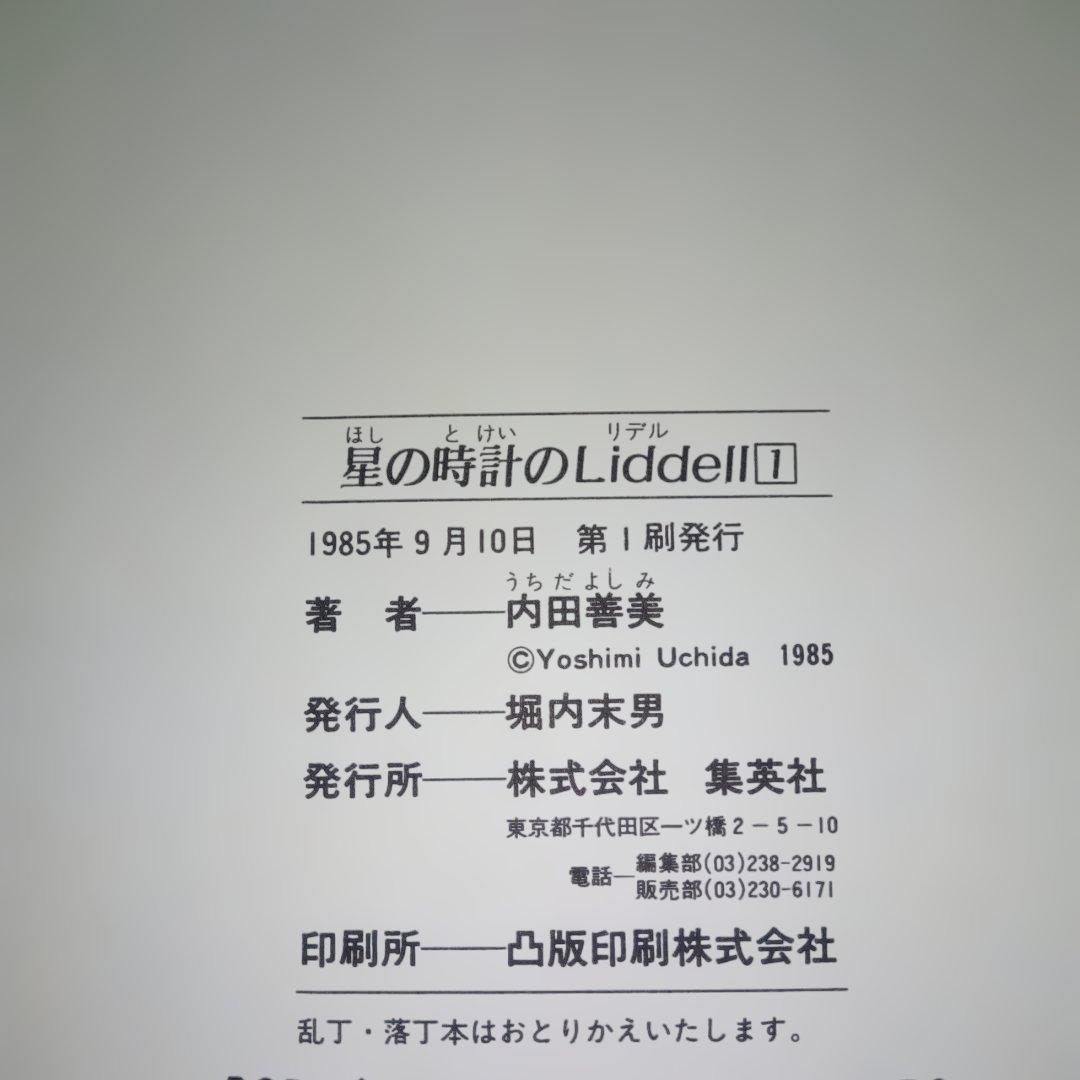 ほし と けい リデル
星の時計のLiddell1
1985年9月10日 第1刷発行
うち だ よし み
著 者──内田善美
©Yoshimi Uchida 1985
発行人──堀内末男
発行所──株式会社 集英社
東京都千代田区一ツ橋2-5-10
電話─編集部(03)238-2919
販売部(03)230-6171
印刷所──凸版印刷株式会社
乱丁・落丁本はおとりかえいたします。